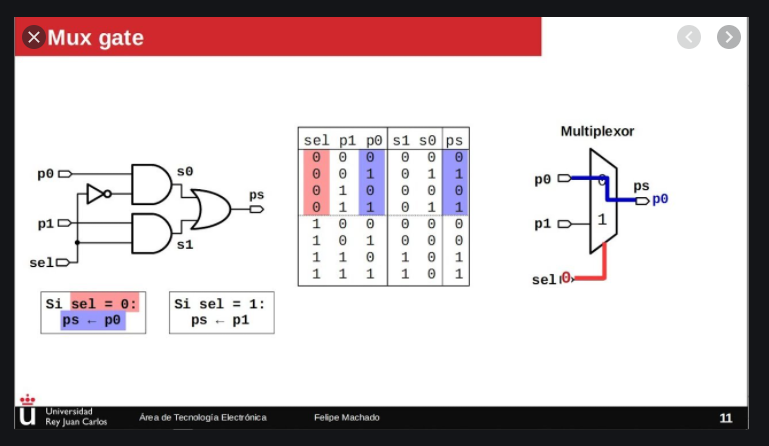 Mux gate
p0
s0
ps
p1
s1
sel
Si sel = 0:
ps ← p0
Si sel = 1:
ps ← p1
sel p1 p0 s1 s0 ps
0 0 0 0 0 0
0 0 1 0 1 1
0 1 0 0 0 0
0 1 1 0 1 1
1 0 0 0 0 0
1 0 1 0 0 0
1 1 0 1 0 1
1 1 1 1 0 1
Multiplexor
p0
0
ps
p0
p1
1
sel 0
Universidad
Rey Juan Carlos
Área de Tecnología Electrónica
Felipe Machado
11